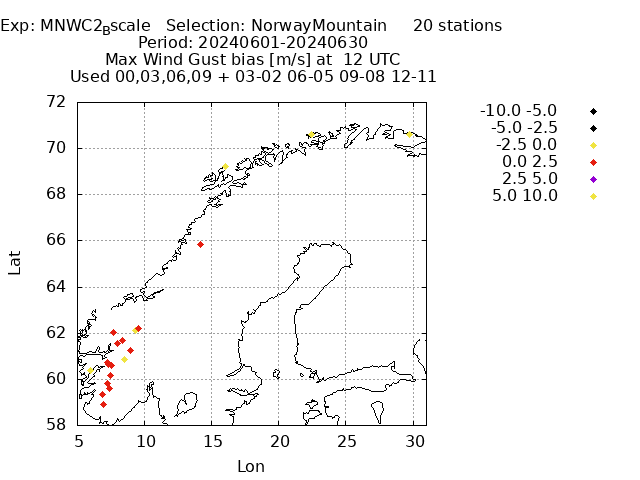 Exp: MNWC2_Bscale   Selection: NorwayMountain     20 stations
Period: 20240601-20240630
Max Wind Gust bias [m/s] at  12 UTC
Used 00,03,06,09 + 03-02 06-05 09-08 12-11
-10.0 -5.0
-5.0 -2.5
-2.5 0.0
0.0 2.5
2.5 5.0
5.0 10.0
72
70
68
66
64
62
60
58
Lat
5 10 15 20 25 30
Lon